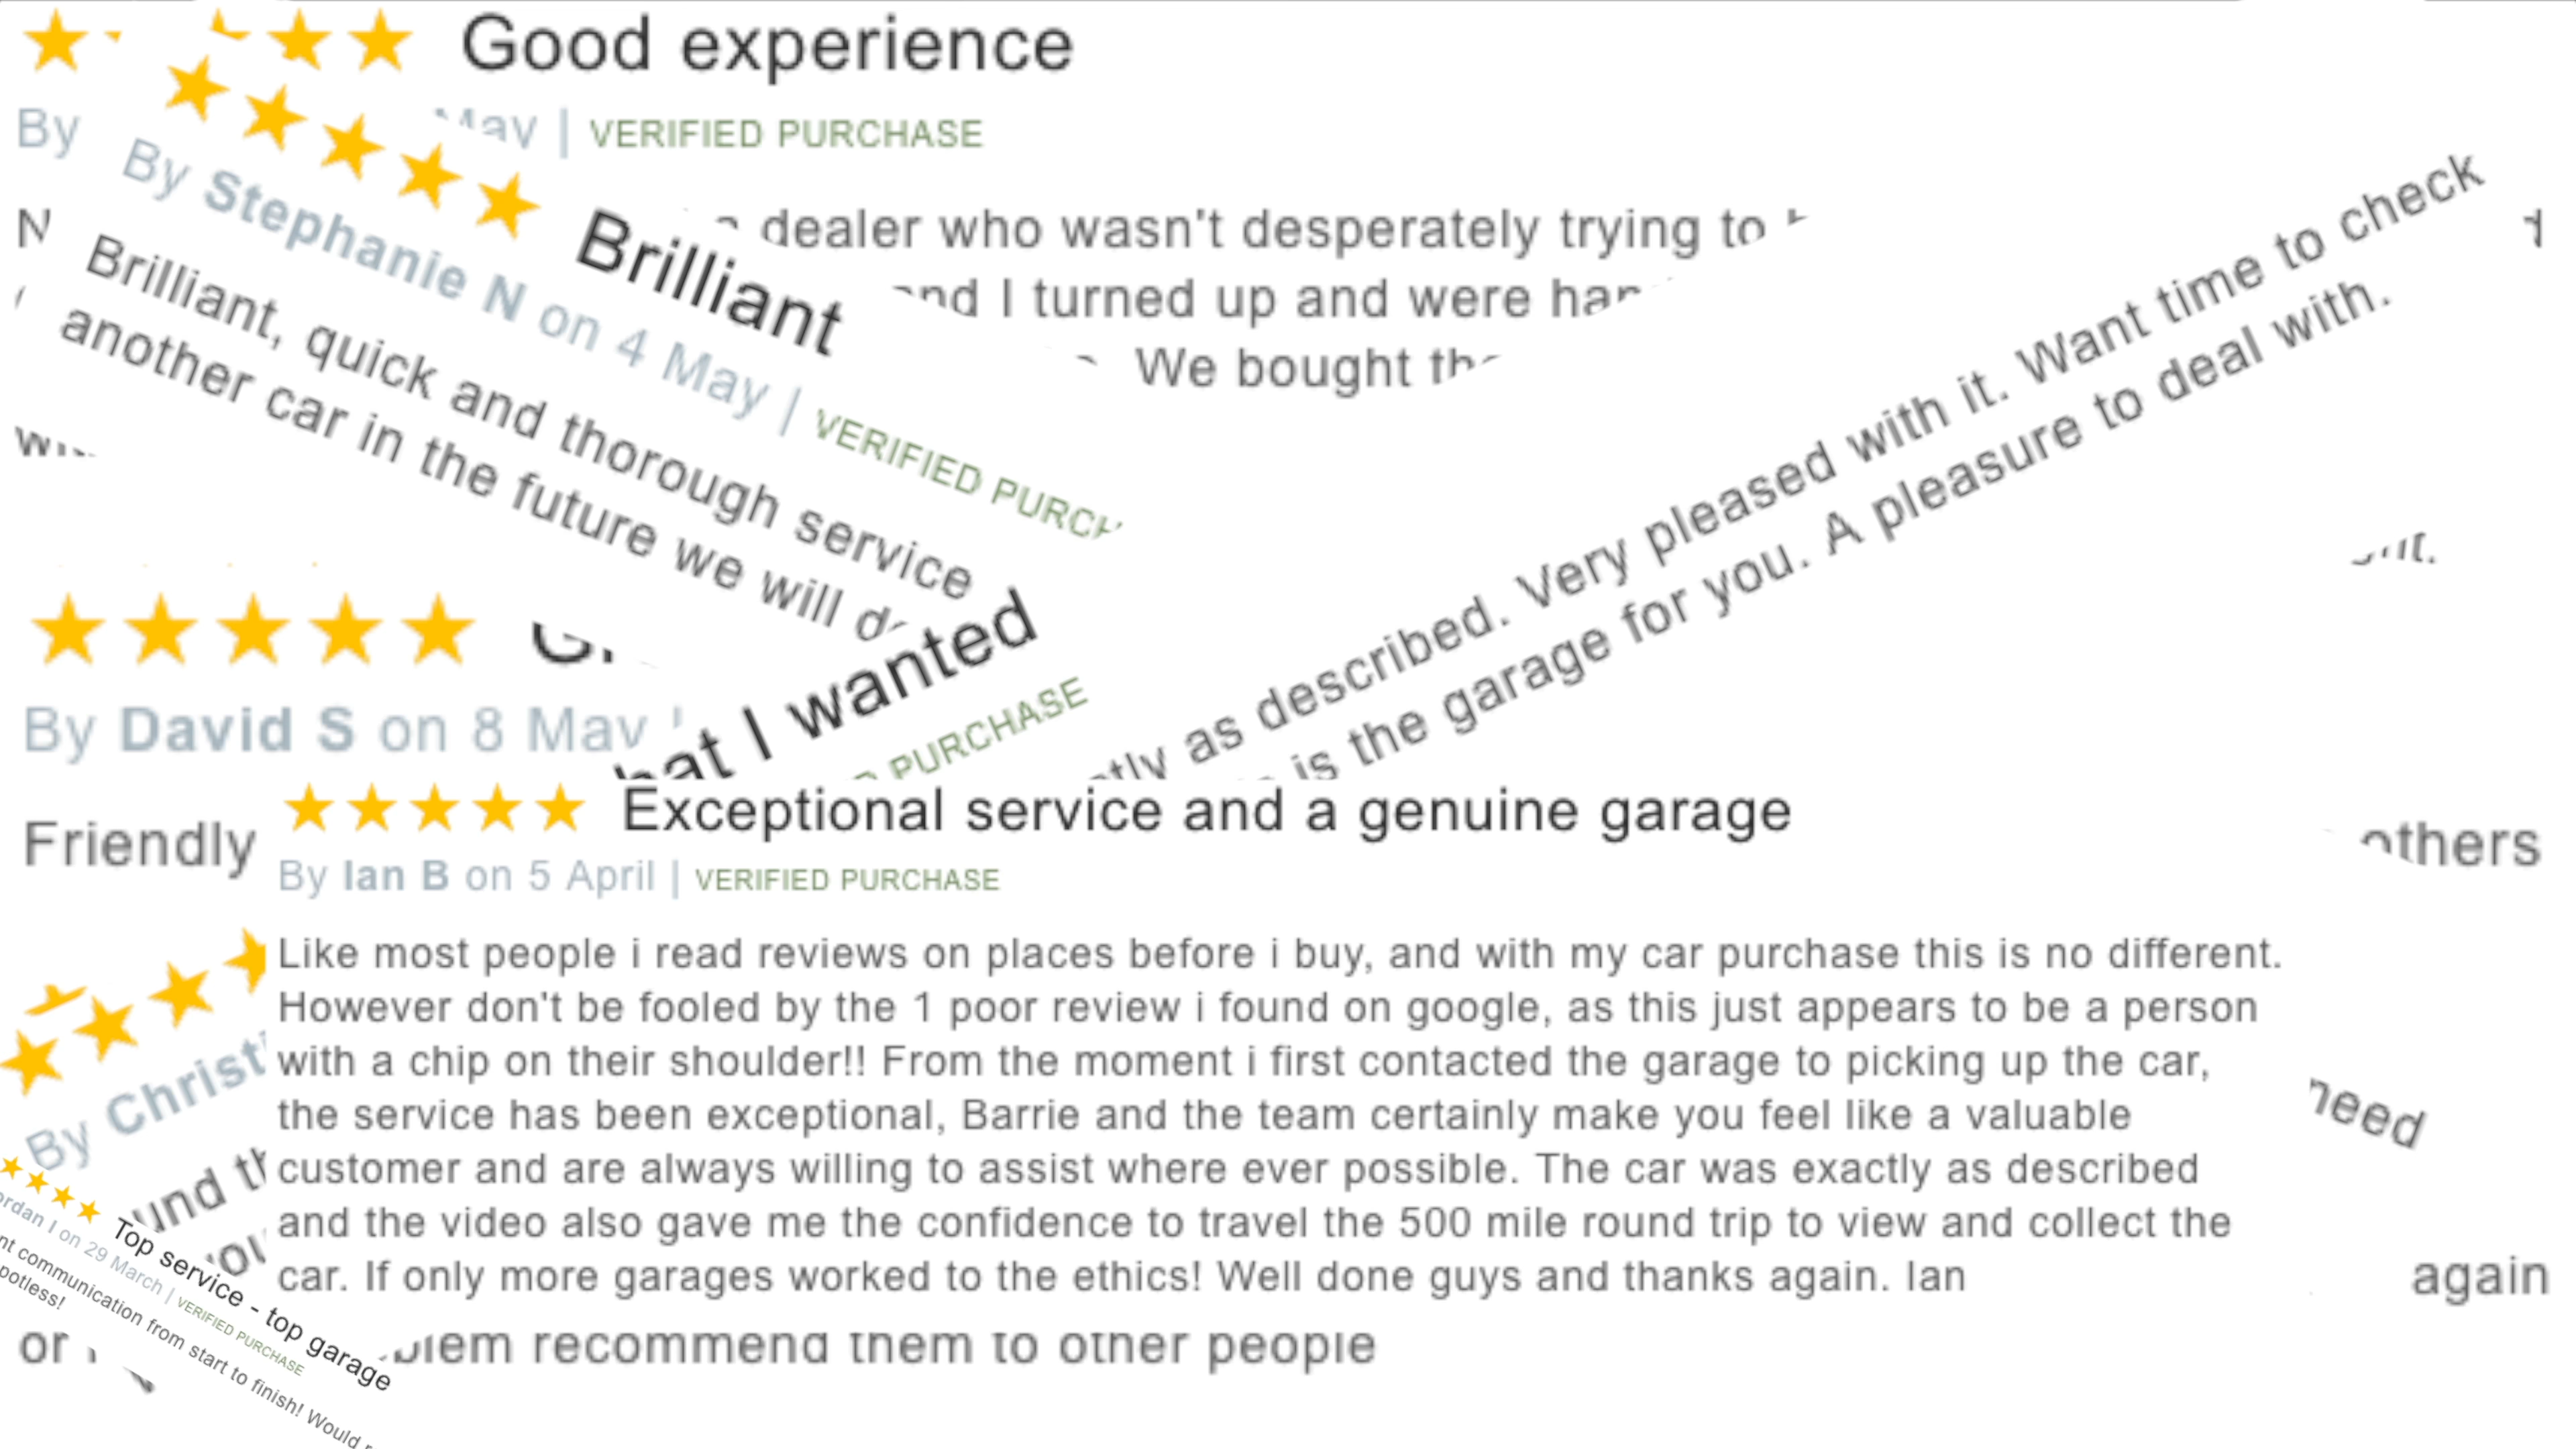 Good experience
By May | VERIFIED PURCHASE
dealer who wasn't desperately trying to
and I turned up and were
We bought
Brilliant
By Stephanie N on 4 May | VERIFIED
Brilliant, quick and thorough service
another car in the future we will
I wanted
PURCHASE
as described. Very pleased with it. Want time to check
is the garage for you. A pleasure to deal with.
By David S on 8 May
Friendly
others
Exceptional service and a genuine garage
By Ian B on 5 April | VERIFIED PURCHASE
Like most people i read reviews on places before i buy, and with my car purchase this is no different.
However don't be fooled by the 1 poor review i found on google, as this just appears to be a person
with a chip on their shoulder!! From the moment i first contacted the garage to picking up the car,
the service has been exceptional, Barrie and the team certainly make you feel like a valuable
customer and are always willing to assist where ever possible. The car was exactly as described
and the video also gave me the confidence to travel the 500 mile round trip to view and collect the
car. If only more garages worked to the ethics! Well done guys and thanks again. Ian
By Christ
need
again
or
recommend them to other people
Top service - top garage
I on 29 March | VERIFIED PURCHASE
communication from start to finish! Would